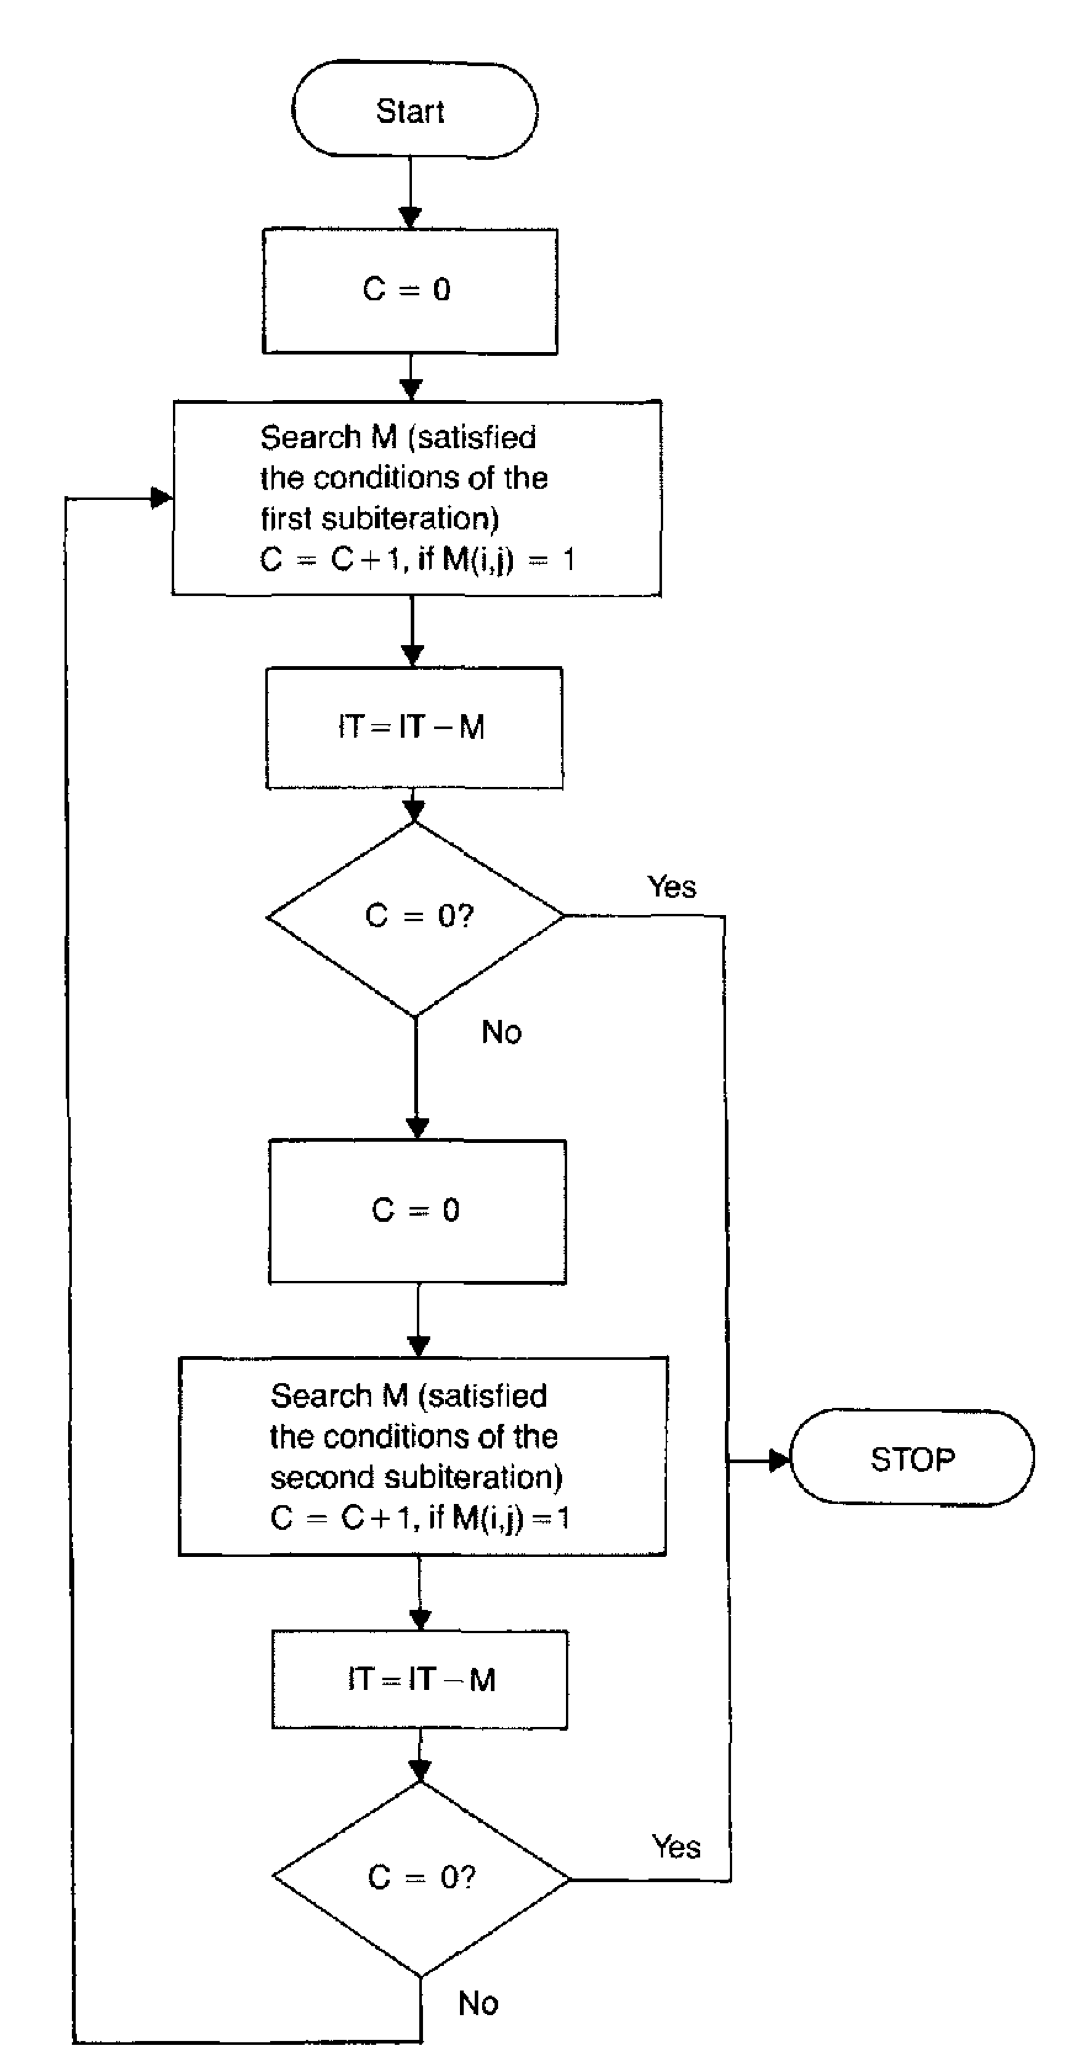 Start
C = 0
Search M (satisfied
the conditions of the
first subiteration)
C = C+1, if M(i,j) = 1
IT = IT – M
C = 0?
Yes
No
C = 0
Search M (satisfied
the conditions of the
second subiteration)
C = C+1, if M(i,j) = 1
STOP
IT = IT – M
C = 0?
Yes
No